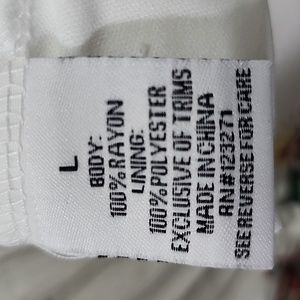 L
BODY:
100% RAYON
LINING:
100% POLYESTER
EXCLUSIVE OF TRIMS
MADE IN CHINA
RN# 123271
SEE REVERSE FOR CARE